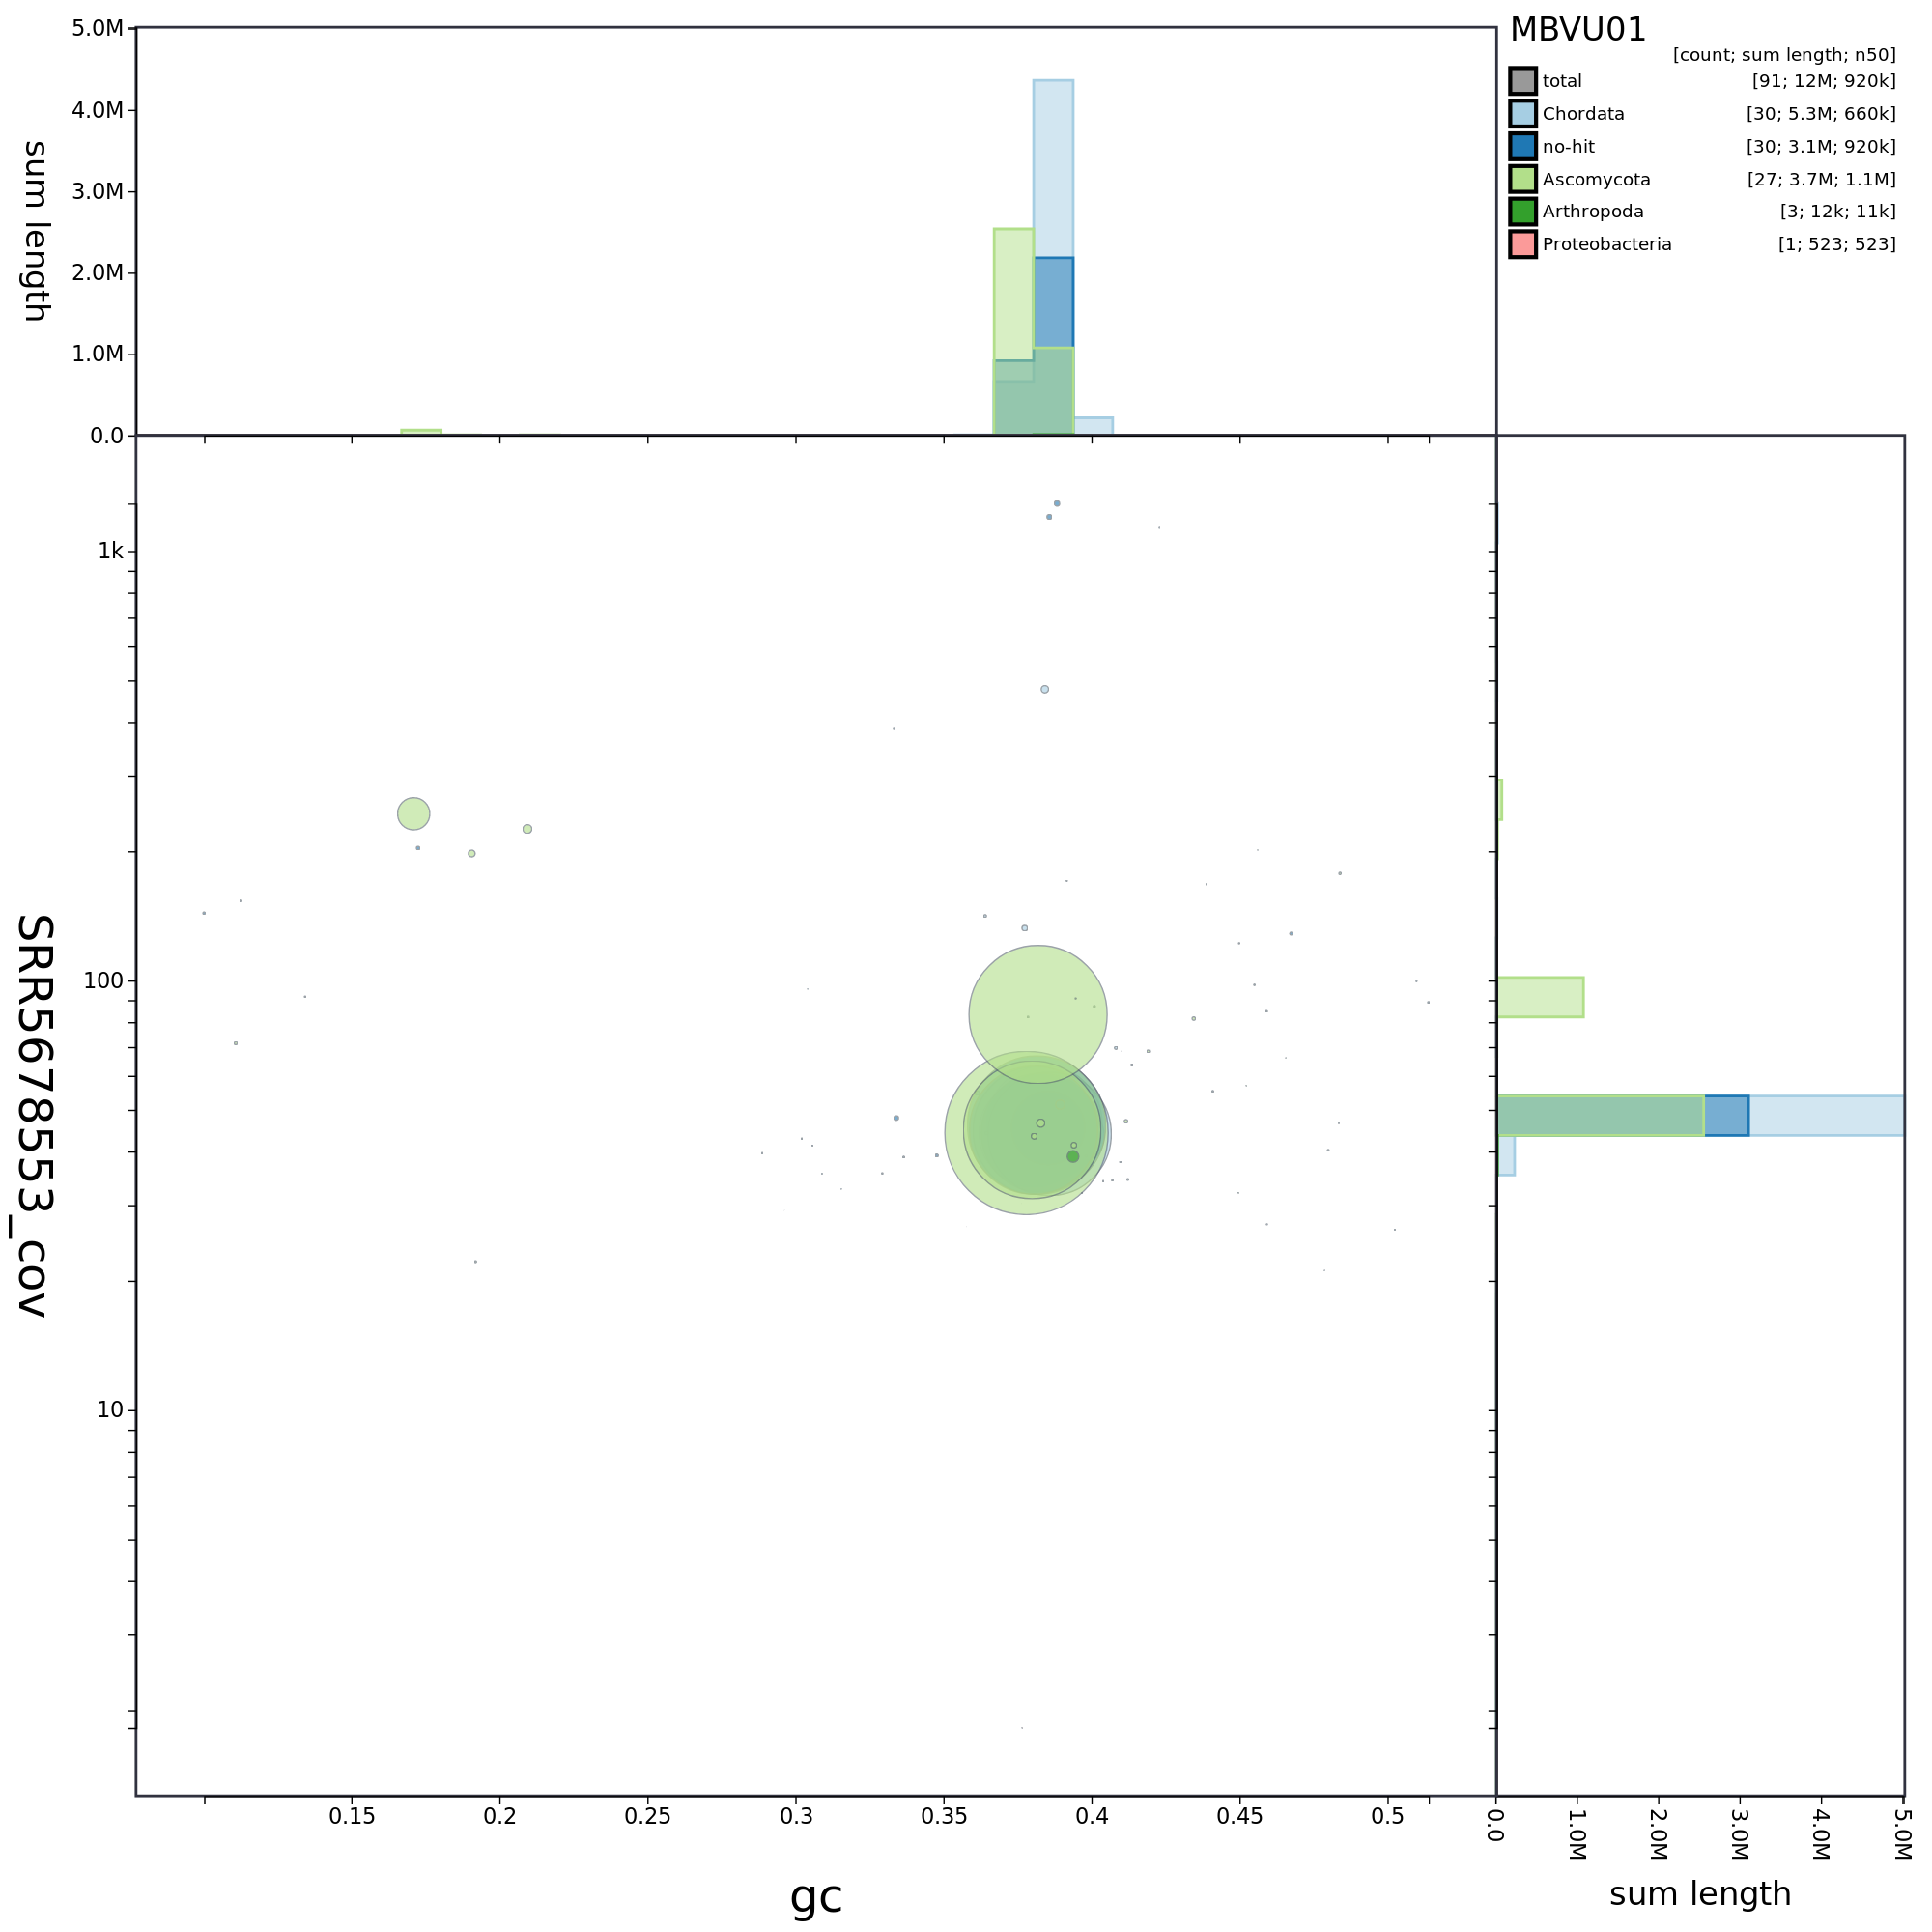 MBVU01
[count; sum length; n50]
total [91; 12M; 920k]
Chordata [30; 5.3M; 660k]
no-hit [30; 3.1M; 920k]
Ascomycota [27; 3.7M; 1.1M]
Arthropoda [3; 12k; 11k]
Proteobacteria [1; 523; 523]
sum length
5.0M
4.0M
3.0M
2.0M
1.0M
0.0
SRR5678553_cov
1k
100
10
0.15 0.2 0.25 0.3 0.35 0.4 0.45 0.5
gc
0.0 1.0M 2.0M 3.0M 4.0M 5.0M
sum length